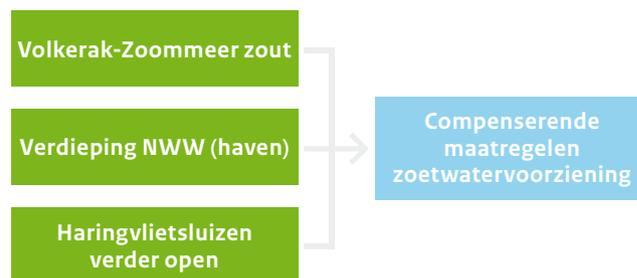 Volkerak-Zoommeer zout
Verdieping NWW (haven)
Haringvlietsluizen
verder open
Compenserende
maatregelen
zoetwatervoorziening